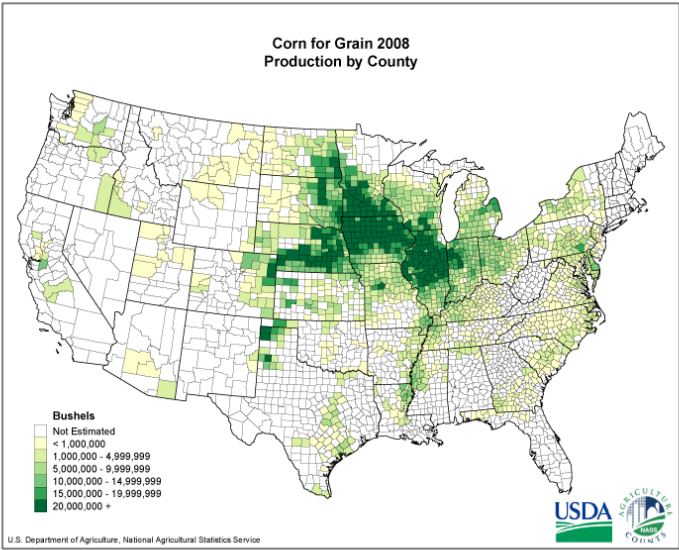 Corn for Grain 2008
Production by County
Bushels
Not Estimated
< 1,000,000
1,000,000 - 4,999,999
5,000,000 - 9,999,999
10,000,000 - 14,999,999
15,000,000 - 19,999,999
20,000,000 +
USDA
AGRICULTURE
NASS
COUNTS
U.S. Department of Agriculture, National Agricultural Statistics Service